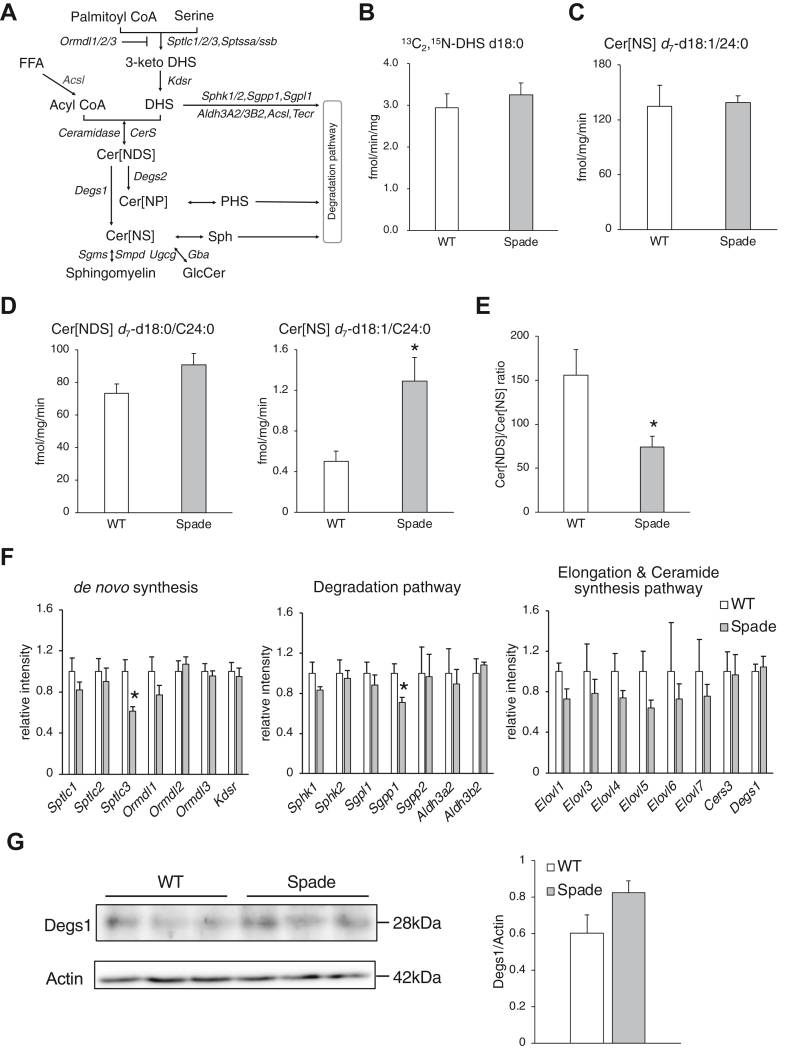 A
Palmitoyl CoA Serine
Ormdl1/2/3 Sptlc1/2/3,Sptssa/ssb
FFA 3-keto DHS
Acsl Kdsr
Acyl CoA DHS
Sphk1/2,Sgpp1,Sgpl1
Aldh3A2/3B2,Acsl,Tecr
Ceramidase CerS
Cer[NDS]
Degs1 Degs2
Cer[NP] PHS
Cer[NS] Sph
Sgms Smpd Ugcg Gba
Sphingomyelin GlcCer
Degradation pathway
B
13C2,15N-DHS d18:0
fmol/min/mg
4.0
3.0
2.0
1.0
0.0
WT Spade
C
Cer[NS] d7-d18:1/24:0
fmol/mg/min
180
120
60
0
WT Spade
D
Cer[NDS] d7-d18:0/C24:0
fmol/mg/min
100
80
60
40
20
0
WT Spade
Cer[NS] d7-d18:1/C24:0
fmol/mg/min
1.6
1.2
0.8
0.4
0
*
WT Spade
E
Cer[NDS]/Cer[NS] ratio
200
150
100
50
0
*
WT Spade
F
de novo synthesis
relative intensity
1.6
1.2
0.8
0.4
0
*
Sptlc1 Sptlc2 Sptlc3 Ormdl1 Ormdl2 Ormdl3 Kdsr
Degradation pathway
relative intensity
1.6
1.2
0.8
0.4
0
*
Sphk1 Sphk2 Sgpl1 Sgpp1 Sgpp2 Aldh3a2 Aldh3b2
Elongation & Ceramide
synthesis pathway
WT
Spade
relative intensity
1.6
1.2
0.8
0.4
0
Elovl1 Elovl3 Elovl4 Elovl5 Elovl6 Elovl7 Cers3 Degs1
G
WT Spade
Degs1 28kDa
Actin 42kDa
WT
Spade
Degs1/Actin
1
0.8
0.6
0.4
0.2
0